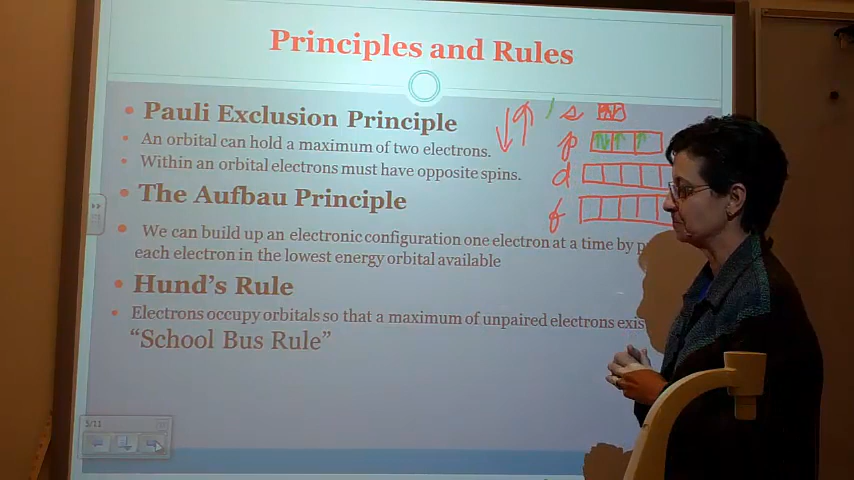 Principles and Rules
Pauli Exclusion Principle
An orbital can hold a maximum of two electrons.
Within an orbital electrons must have opposite spins.
The Aufbau Principle
We can build up an electronic configuration one electron at a time by
each electron in the lowest energy orbital available
Hund's Rule
Electrons occupy orbitals so that a maximum of unpaired electrons
"School Bus Rule"
s
p
d
f
5/11